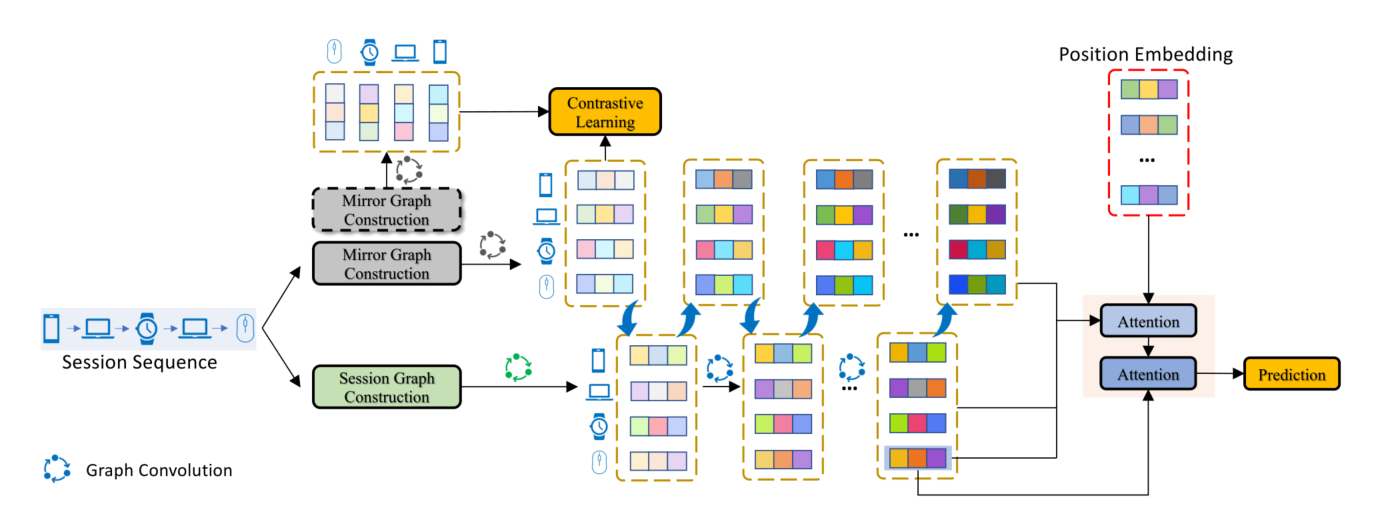 Position Embedding
Contrastive
Learning
Mirror Graph
Construction
Mirror Graph
Construction
...
...
Session Sequence
Attention
Session Graph
Construction
Attention
Prediction
...
Graph Convolution